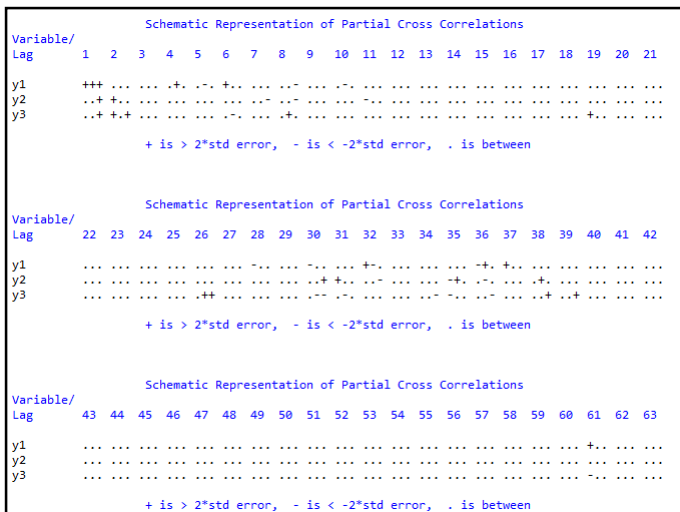 Schematic Representation of Partial Cross Correlations
Variable/
Lag 1 2 3 4 5 6 7 8 9 10 11 12 13 14 15 16 17 18 19 20 21
y1 +++ ... ... .+. .-. +.. ... ..- ... .-. ... ... ... ... ... ... ... ... ... ... ...
y2 ..+ +.. ... ... ... ... ..- ..- ... ... -.. ... ... ... ... ... ... ... ... ... ...
y3 ..+ +.+ ... ... ... .-. ... .+. ... ... ... ... ... ... ... ... ... ... +.. ... ...
+ is > 2*std error, - is < -2*std error, . is between
Schematic Representation of Partial Cross Correlations
Variable/
Lag 22 23 24 25 26 27 28 29 30 31 32 33 34 35 36 37 38 39 40 41 42
y1 ... ... ... ... ... ... -.. ... -.. ... +-. ... ... ... -+. +.. ... ... ... ... ...
y2 ... ... ... ... ... ... ... ... ..+ +.. ..- ... ... -+. .-. ... .+. ... ... ... ...
y3 ... ... ... ... .++ ... ... ... .-- .-. ... ... ..- .-. .-. ... ..+ ..+ ... ... ...
+ is > 2*std error, - is < -2*std error, . is between
Schematic Representation of Partial Cross Correlations
Variable/
Lag 43 44 45 46 47 48 49 50 51 52 53 54 55 56 57 58 59 60 61 62 63
y1 ... ... ... ... ... ... ... ... ... ... ... ... ... ... ... ... ... ... +.. ... ...
y2 ... ... ... ... ... ... ... ... ... ... ... ... ... ... ... ... ... ... ... ... ...
y3 ... ... ... ... ... ... ... ... ... ... ... ... ... ... ... ... ... ... -.. ... ...
+ is > 2*std error, - is < -2*std error, . is between